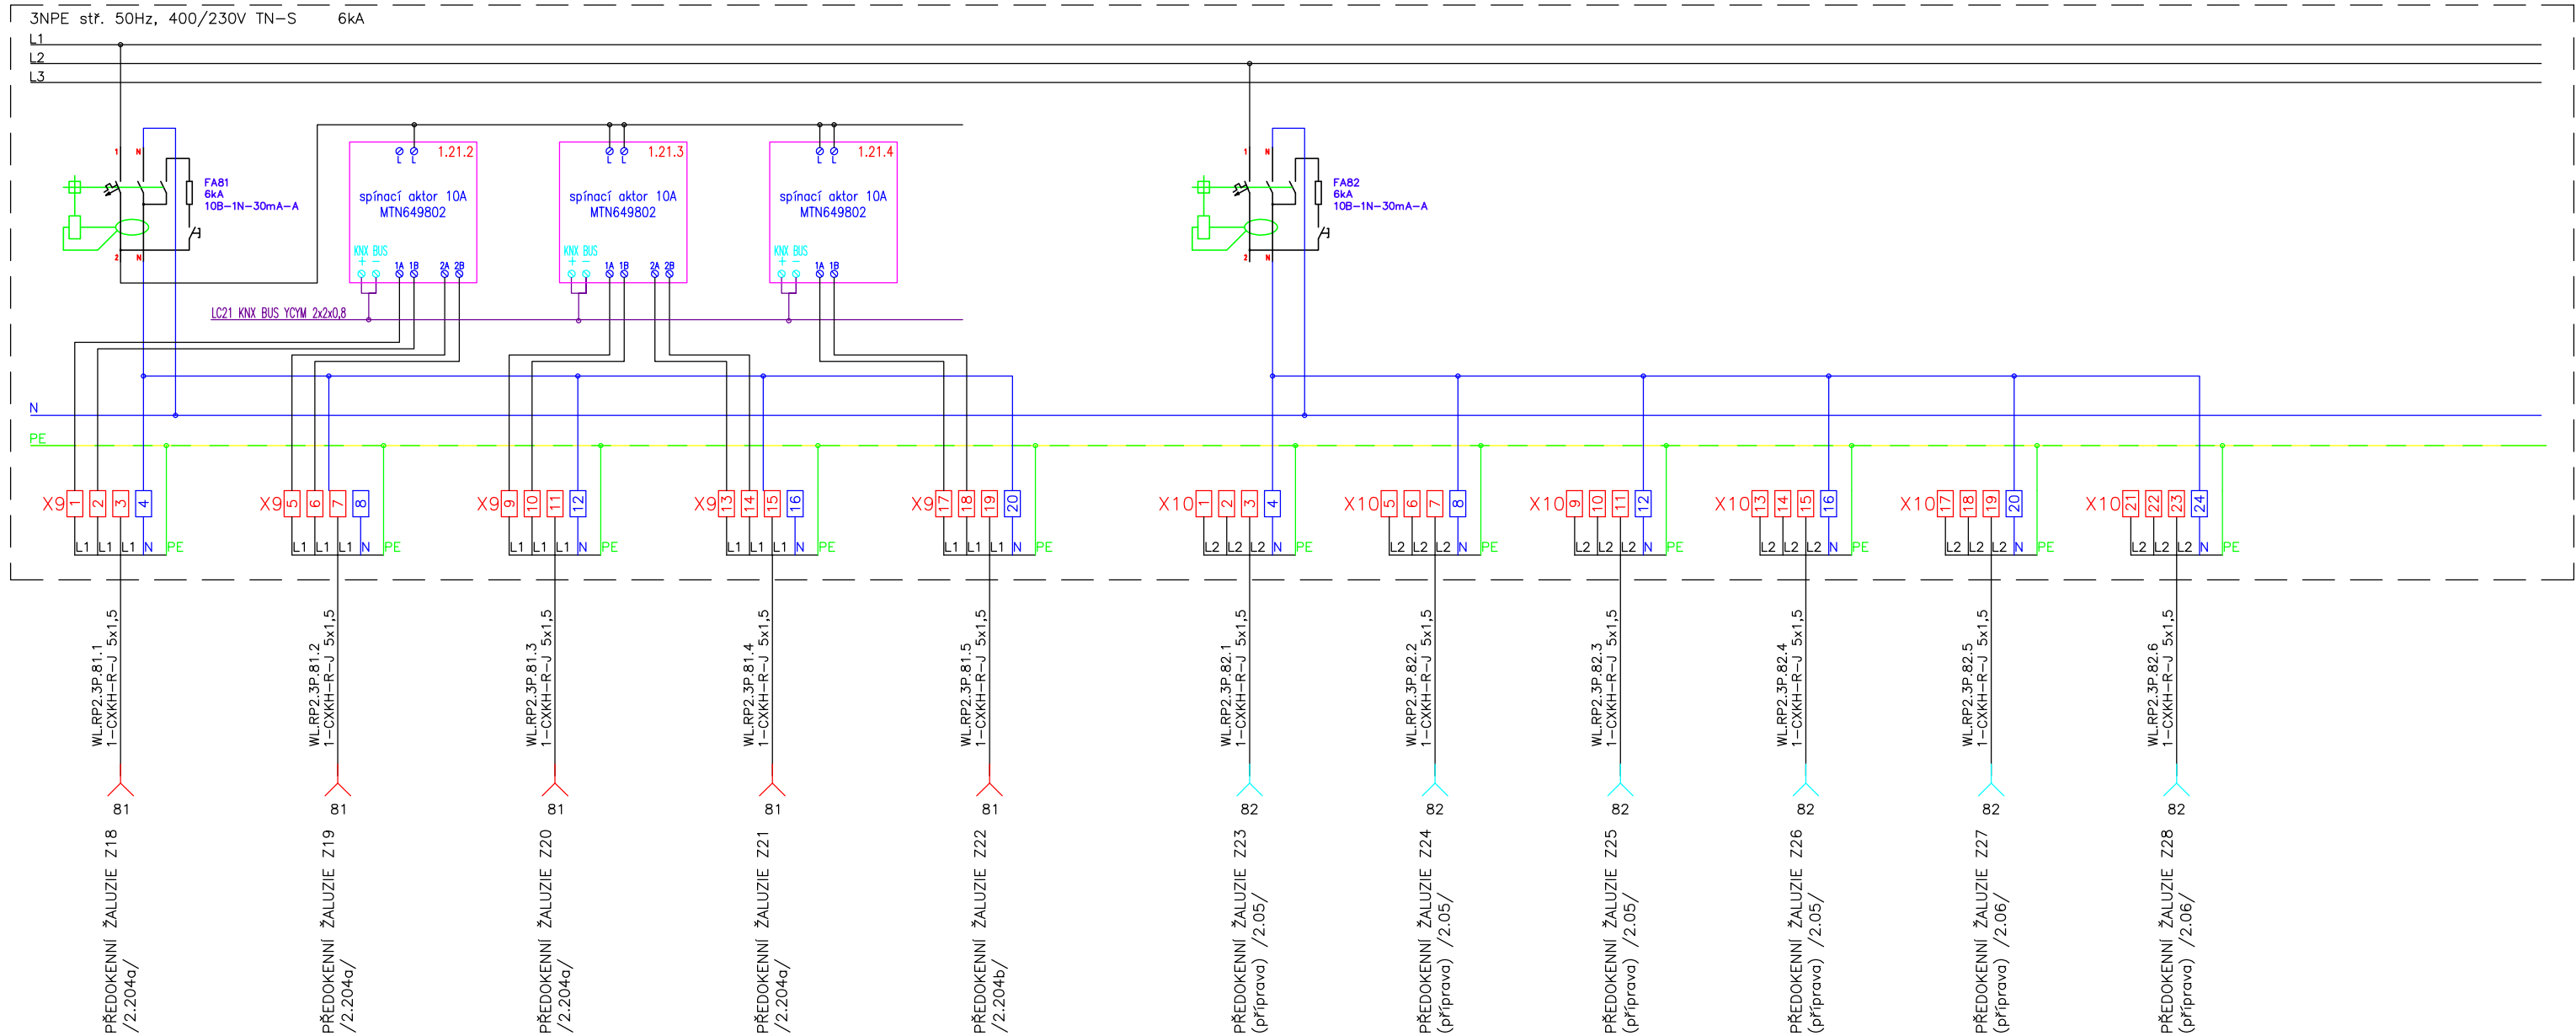 3NPE stř. 50Hz, 400/230V TN-S 6kA
L1
L2
L3
1 N
FA81
6kA
10B-1N-30mA-A
2 N
L L 1.21.2
spínací aktor 10A
MTN649802
KNX BUS
+ -
1A 1B 2A 2B
L 1.21.3
spínací aktor 10A
MTN649802
KNX BUS
+ -
1A 1B 2A 2B
L 1.21.4
spínací aktor 10A
MTN649802
KNX BUS
+ -
1A 1B
1 N
FA82
6kA
10B-1N-30mA-A
2 N
LC21 KNX BUS YCYM 2x2x0,8
N
PE
X9 1 2 3 4
L1 L1 L1 N PE
X9 5 6 7 8
L1 L1 L1 N PE
X9 9 10 11 12
L1 L1 L1 N PE
X9 13 14 15 16
L1 L1 L1 N PE
X9 17 18 19 20
L1 L1 L1 N PE
X10 1 2 3 4
L2 L2 L2 N PE
X10 5 6 7 8
L2 L2 L2 N PE
X10 9 10 11 12
L2 L2 L2 N PE
X10 13 14 15 16
L2 L2 L2 N PE
X10 17 18 19 20
L2 L2 L2 N PE
X10 21 22 23 24
L2 L2 L2 N PE
WL.RP2.3P.81.1
1-CXKH-R-J 5x1,5
81
PŘEDOKENNÍ ŽALUZIE Z18
/2.204a/
WL.RP2.3P.81.2
1-CXKH-R-J 5x1,5
81
PŘEDOKENNÍ ŽALUZIE Z19
/2.204a/
WL.RP2.3P.81.3
1-CXKH-R-J 5x1,5
81
PŘEDOKENNÍ ŽALUZIE Z20
/2.204a/
WL.RP2.3P.81.4
1-CXKH-R-J 5x1,5
81
PŘEDOKENNÍ ŽALUZIE Z21
/2.204a/
WL.RP2.3P.81.5
1-CXKH-R-J 5x1,5
81
PŘEDOKENNÍ ŽALUZIE Z22
/2.204b/
WL.RP2.3P.82.1
1-CXKH-R-J 5x1,5
82
PŘEDOKENNÍ ŽALUZIE Z23
(příprava) /2.05/
WL.RP2.3P.82.2
1-CXKH-R-J 5x1,5
82
PŘEDOKENNÍ ŽALUZIE Z24
(příprava) /2.05/
WL.RP2.3P.82.3
1-CXKH-R-J 5x1,5
82
PŘEDOKENNÍ ŽALUZIE Z25
(příprava) /2.05/
WL.RP2.3P.82.4
1-CXKH-R-J 5x1,5
82
PŘEDOKENNÍ ŽALUZIE Z26
(příprava) /2.05/
WL.RP2.3P.82.5
1-CXKH-R-J 5x1,5
82
PŘEDOKENNÍ ŽALUZIE Z27
(příprava) /2.06/
WL.RP2.3P.82.6
1-CXKH-R-J 5x1,5
82
PŘEDOKENNÍ ŽALUZIE Z28
(příprava) /2.06/